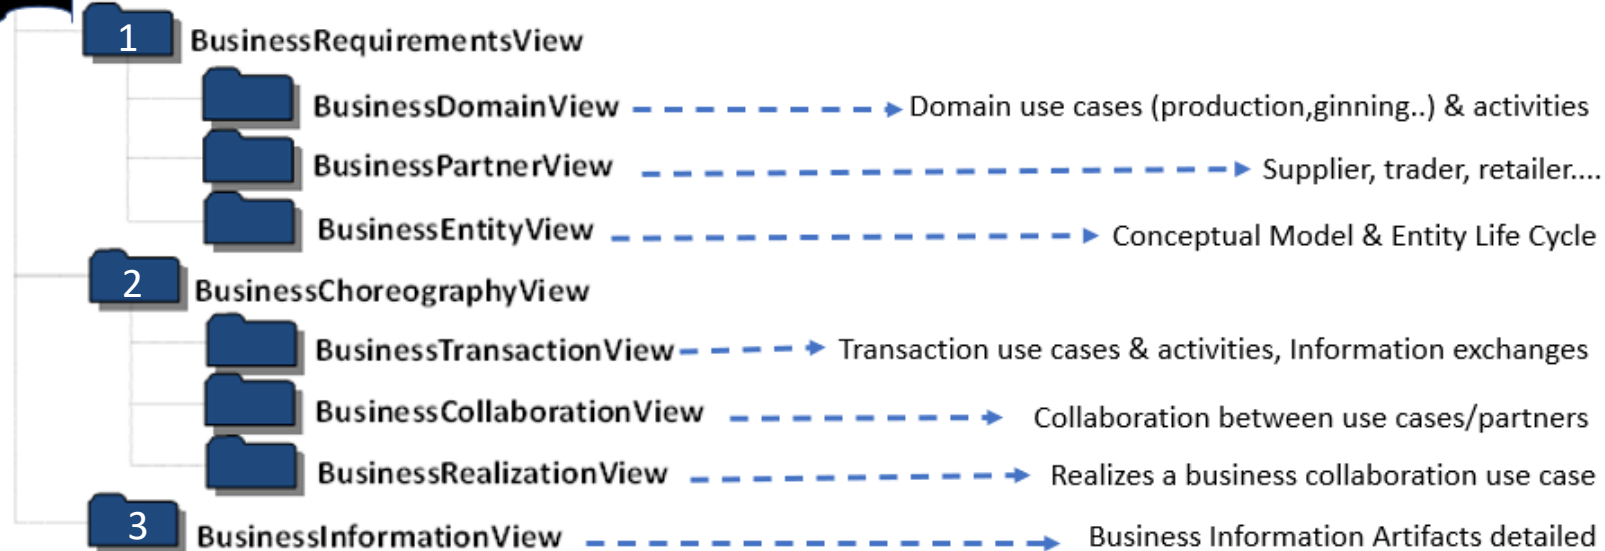 1 BusinessRequirementsView
BusinessDomainView Domain use cases (production,ginning..) & activities
BusinessPartnerView Supplier, trader, retailer....
BusinessEntityView Conceptual Model & Entity Life Cycle
2 BusinessChoreographyView
BusinessTransactionView Transaction use cases & activities, Information exchanges
BusinessCollaborationView Collaboration between use cases/partners
BusinessRealizationView Realizes a business collaboration use case
3 BusinessInformationView Business Information Artifacts detailed